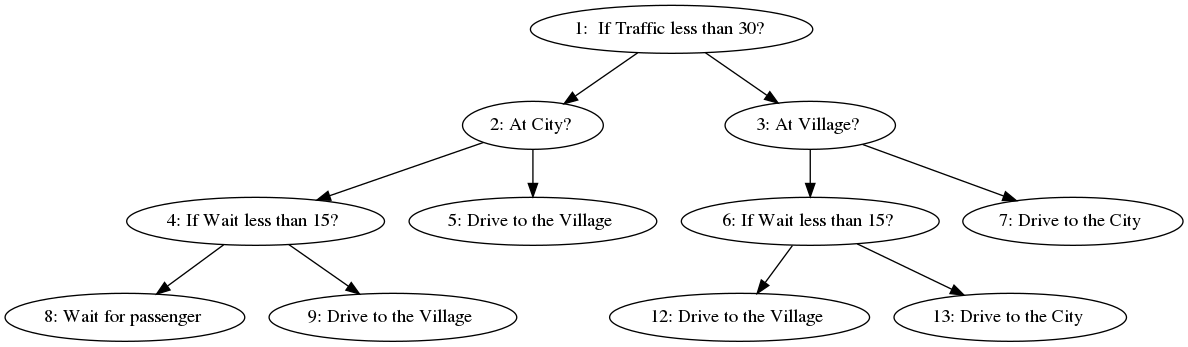 1:  If Traffic less than 30?
2: At City?
3: At Village?
4: If Wait less than 15?
5: Drive to the Village
6: If Wait less than 15?
7: Drive to the City
8: Wait for passenger
9: Drive to the Village
12: Drive to the Village
13: Drive to the City